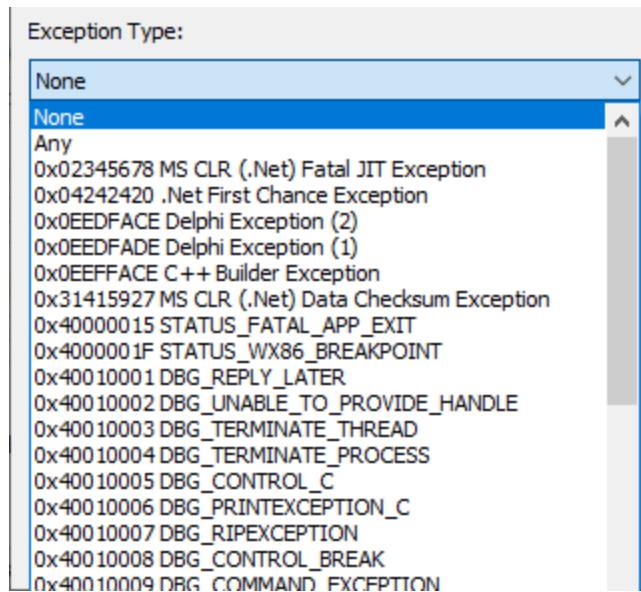 Exception Type:
None
None
Any
0x02345678 MS CLR (.Net) Fatal JIT Exception
0x04242420 .Net First Chance Exception
0x0EEDFACE Delphi Exception (2)
0x0EEDFADE Delphi Exception (1)
0x0EEFFACE C++ Builder Exception
0x31415927 MS CLR (.Net) Data Checksum Exception
0x40000015 STATUS_FATAL_APP_EXIT
0x4000001F STATUS_WX86_BREAKPOINT
0x40010001 DBG_REPLY_LATER
0x40010002 DBG_UNABLE_TO_PROVIDE_HANDLE
0x40010003 DBG_TERMINATE_THREAD
0x40010004 DBG_TERMINATE_PROCESS
0x40010005 DBG_CONTROL_C
0x40010006 DBG_PRINTEXCEPTION_C
0x40010007 DBG_RIPEXCEPTION
0x40010008 DBG_CONTROL_BREAK
0x40010009 DBG_COMMAND_EXCEPTION